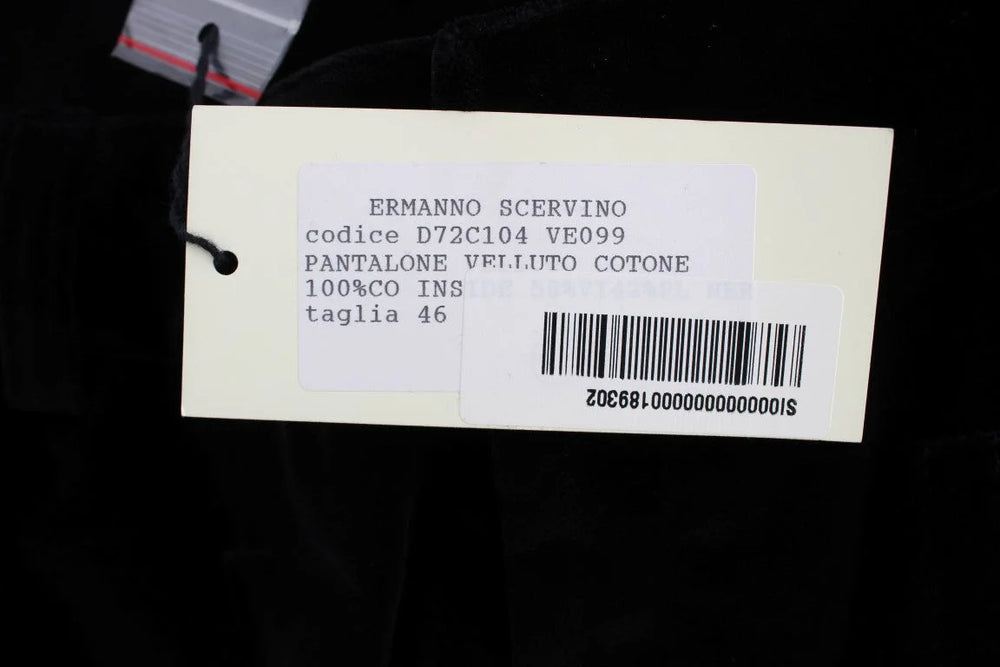 ERMANNO SCERVINO
codice D72C104 VE099
PANTALONE VELLUTO COTONE
100%CO INS
taglia 46
SI000000000000189302